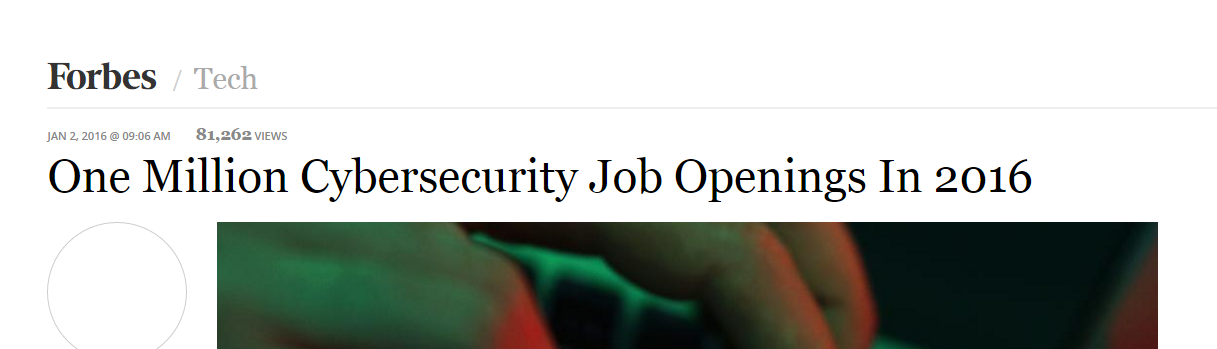 Forbes / Tech
JAN 2, 2016 @ 09:06 AM 81,262 VIEWS
One Million Cybersecurity Job Openings In 2016